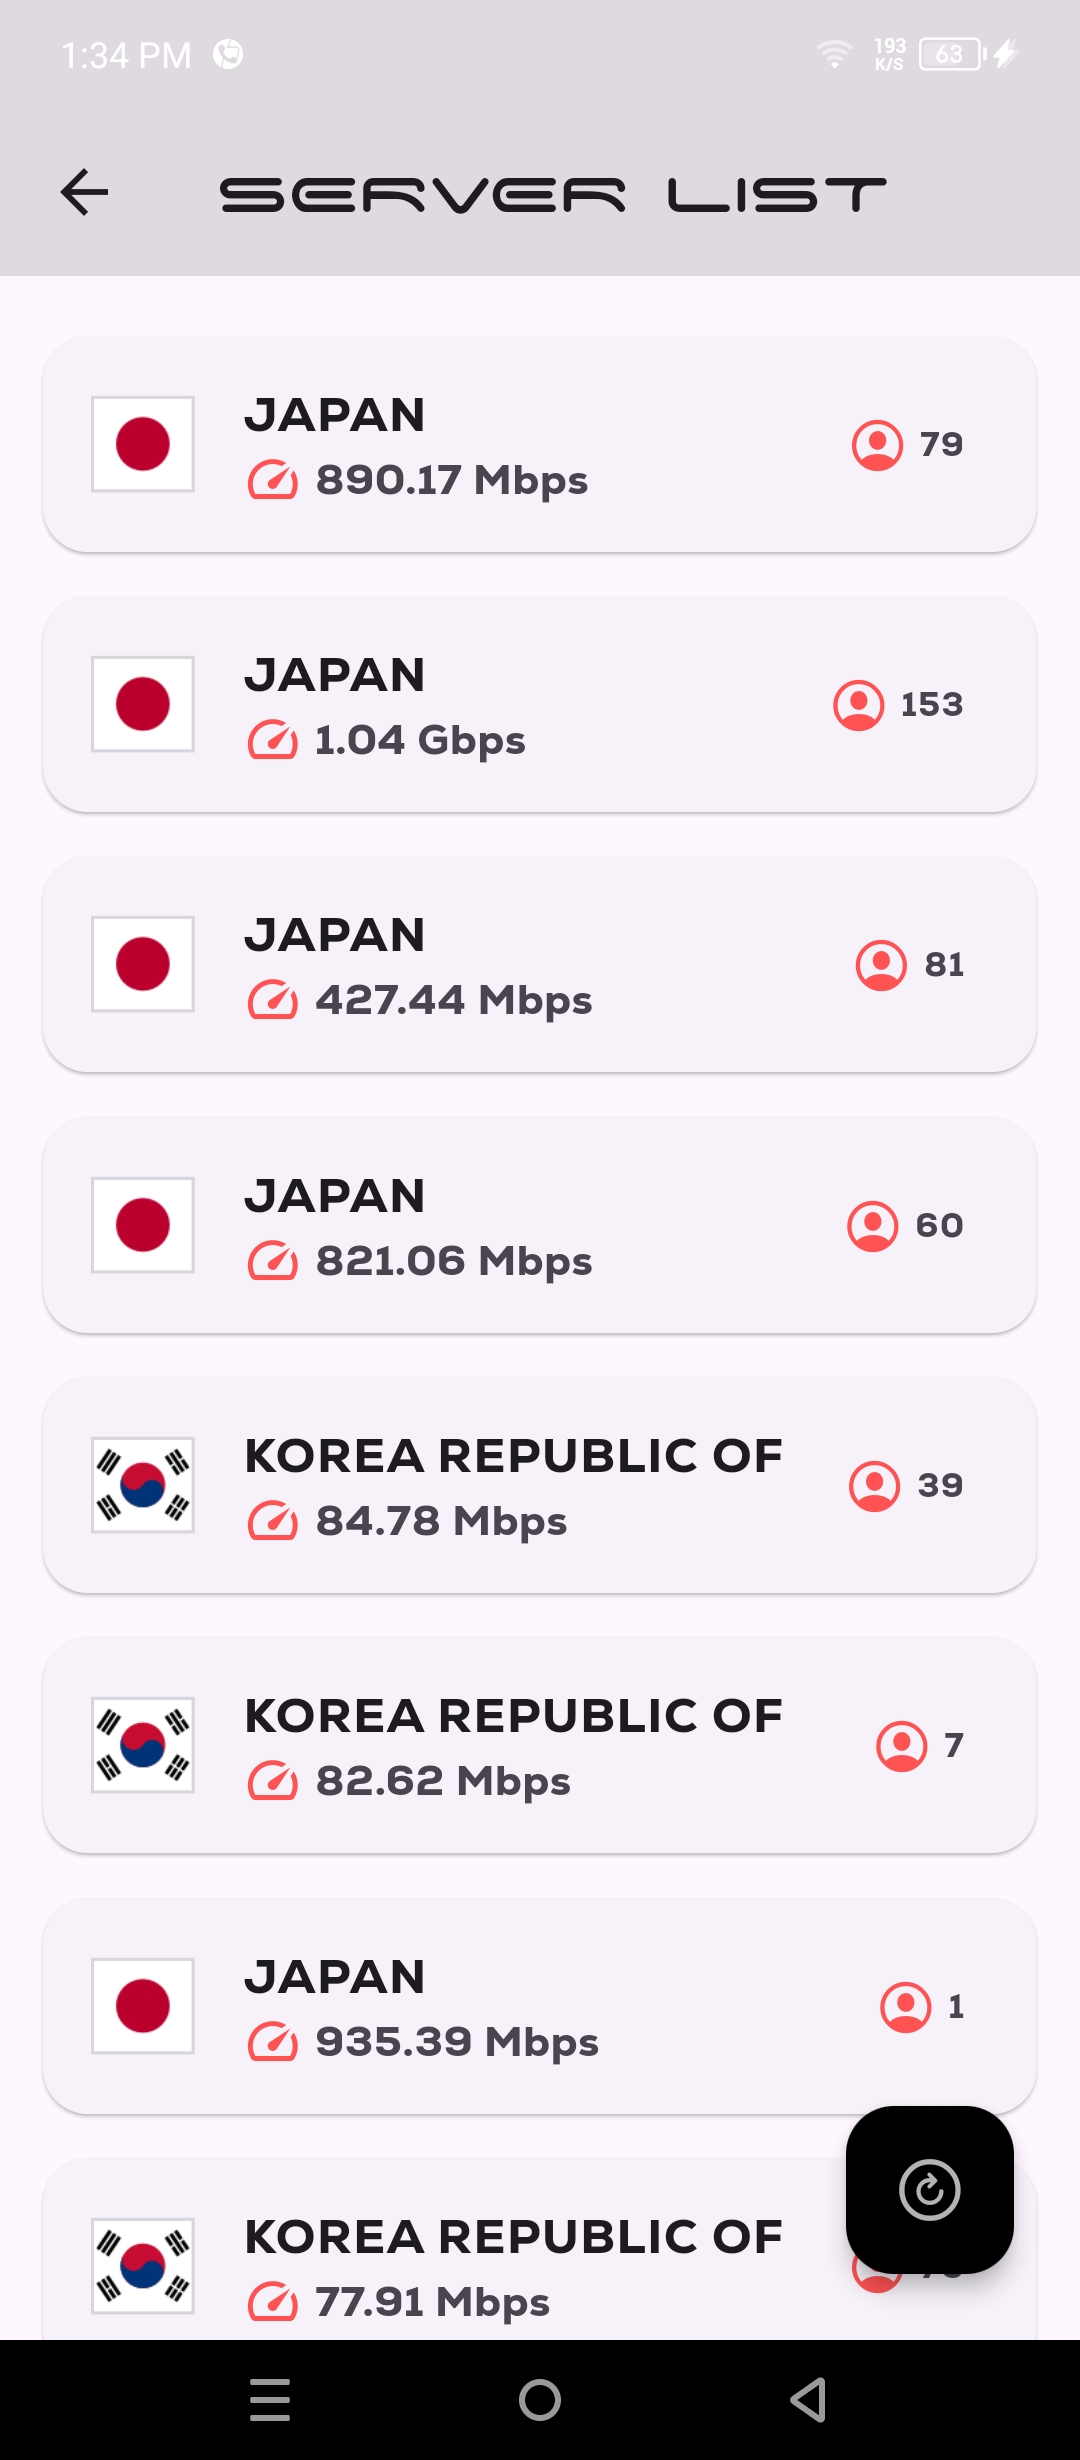 1:34 PM
193
K/S
63
SERVER LIST
JAPAN
890.17 Mbps
79
JAPAN
1.04 Gbps
153
JAPAN
427.44 Mbps
81
JAPAN
821.06 Mbps
60
KOREA REPUBLIC OF
84.78 Mbps
39
KOREA REPUBLIC OF
82.62 Mbps
7
JAPAN
935.39 Mbps
1
KOREA REPUBLIC OF
77.91 Mbps